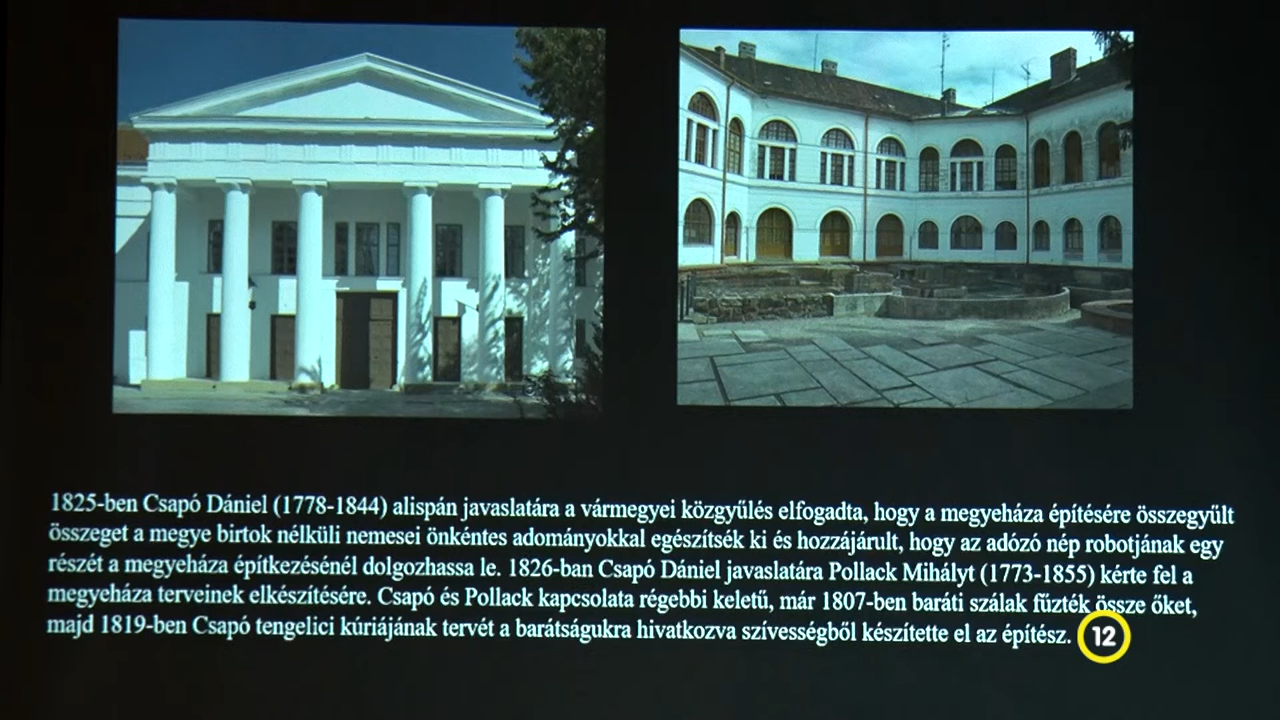 1825-ben Csapó Dániel (1778-1844) alispán javaslatára a vármegyei közgyűlés elfogadta, hogy a megyeháza építésére összegyűlt
összeget a megye birtok nélküli nemesei önkéntes adományokkal egészítsék ki és hozzájárult, hogy az adózó nép robotjának egy
részét a megyeháza építkezésénél dolgozhassa le. 1826-ban Csapó Dániel javaslatára Pollack Mihályt (1773-1855) kérte fel a
megyeháza terveinek elkészítésére. Csapó és Pollack kapcsolata régebbi keletű, már 1807-ben baráti szálak fűzték össze őket,
majd 1819-ben Csapó tengelici kúriájának tervét a barátságukra hivatkozva szívességből készítette el az építész.
12